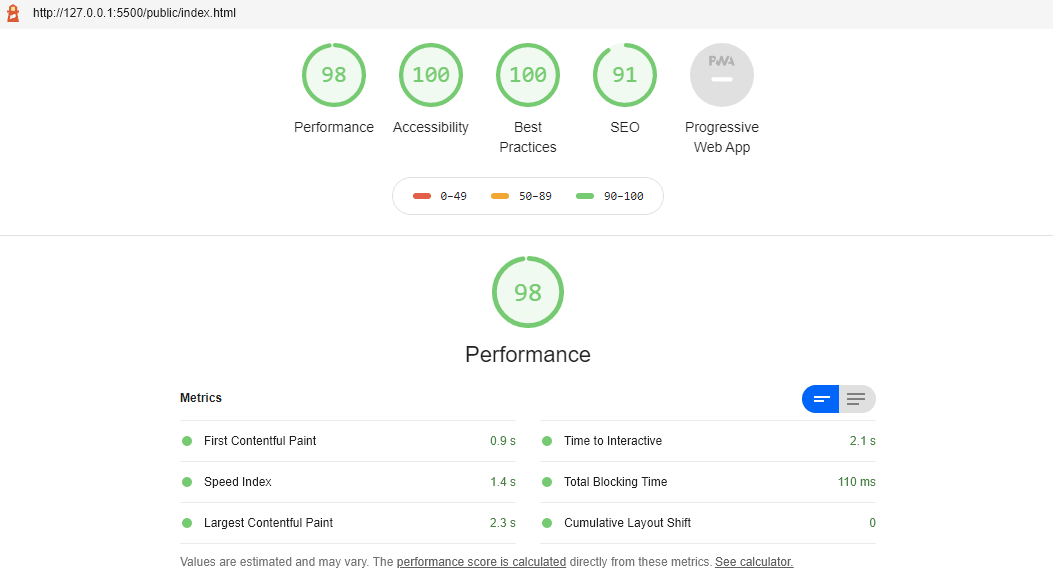 http://127.0.0.1:5500/public/index.html
98 100 100 91 PWA
Performance Accessibility Best Practices SEO Progressive Web App
0–49 50–89 90–100
98
Performance
Metrics
First Contentful Paint 0.9 s
Time to Interactive 2.1 s
Speed Index 1.4 s
Total Blocking Time 110 ms
Largest Contentful Paint 2.3 s
Cumulative Layout Shift 0
Values are estimated and may vary. The performance score is calculated directly from these metrics. See calculator.